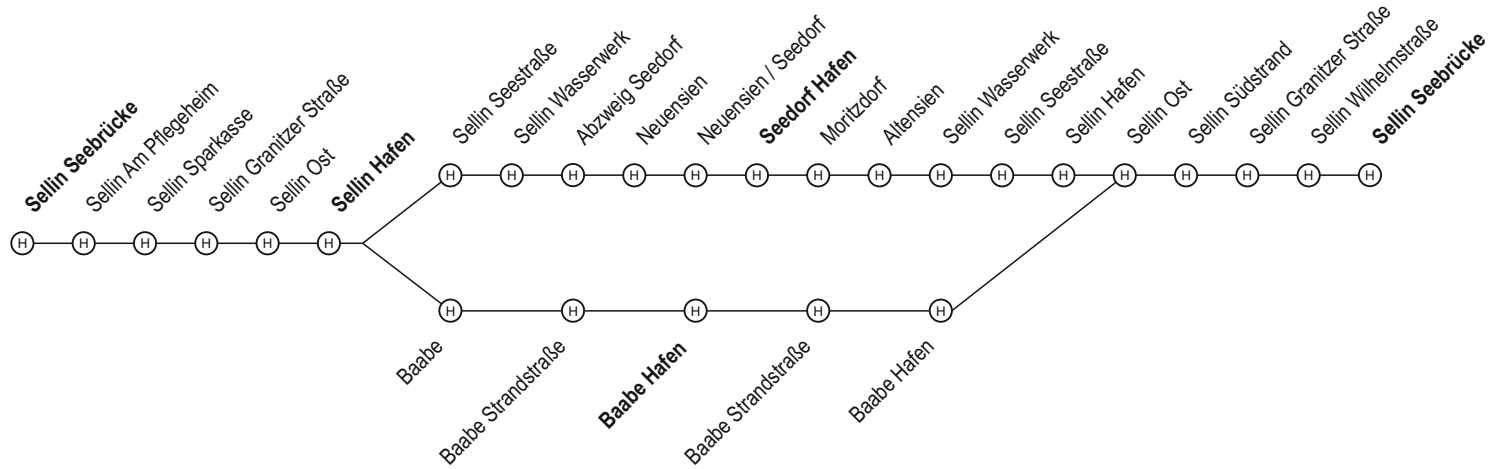 Sellin Seebrücke
Sellin Am Pflegeheim
Sellin Sparkasse
Sellin Granitzer Straße
Sellin Ost
Sellin Hafen
Sellin Seestraße
Sellin Wasserwerk
Abzweig Seedorf
Neuensien
Neuensien / Seedorf
Seedorf Hafen
Moritzdorf
Altensien
Sellin Wasserwerk
Sellin Seestraße
Sellin Hafen
Sellin Ost
Sellin Südstrand
Sellin Granitzer Straße
Sellin Wilhelmstraße
Sellin Seebrücke
H H H H H H H H H H H H H H H H
H H H H H H
H H H H H
Baabe
Baabe Strandstraße
Baabe Hafen
Baabe Strandstraße
Baabe Hafen